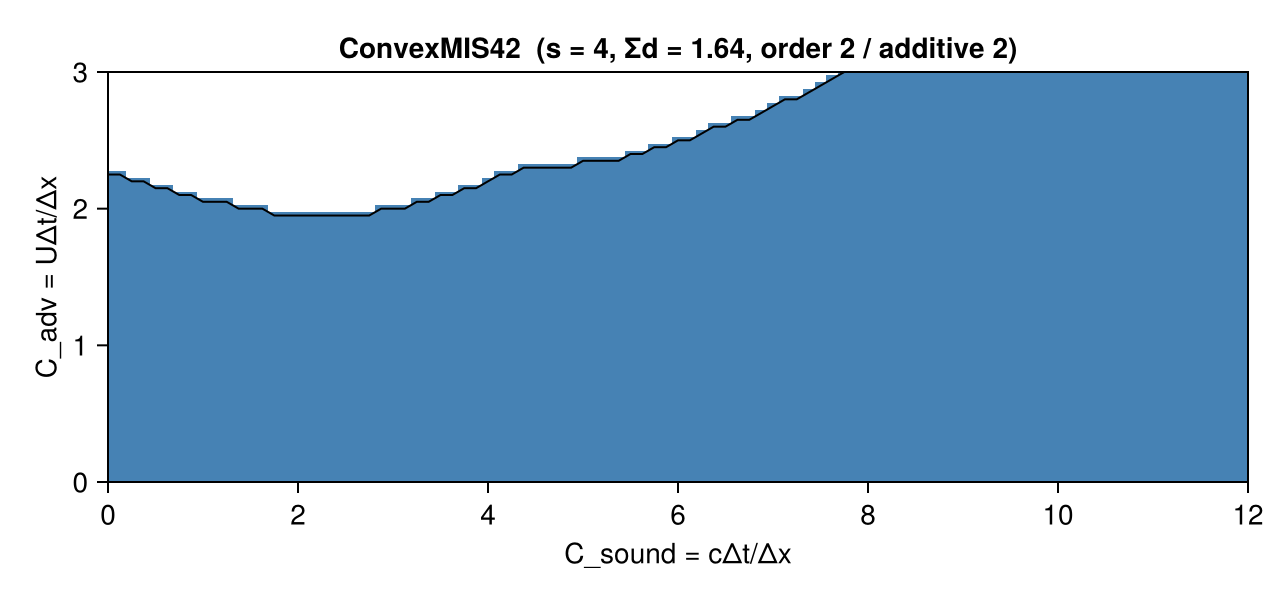 ConvexMIS42 (s = 4, Σd = 1.64, order 2 / additive 2)
C_adv = UΔt/Δx
3
2
1
0
0 2 4 6 8 10 12
C_sound = cΔt/Δx